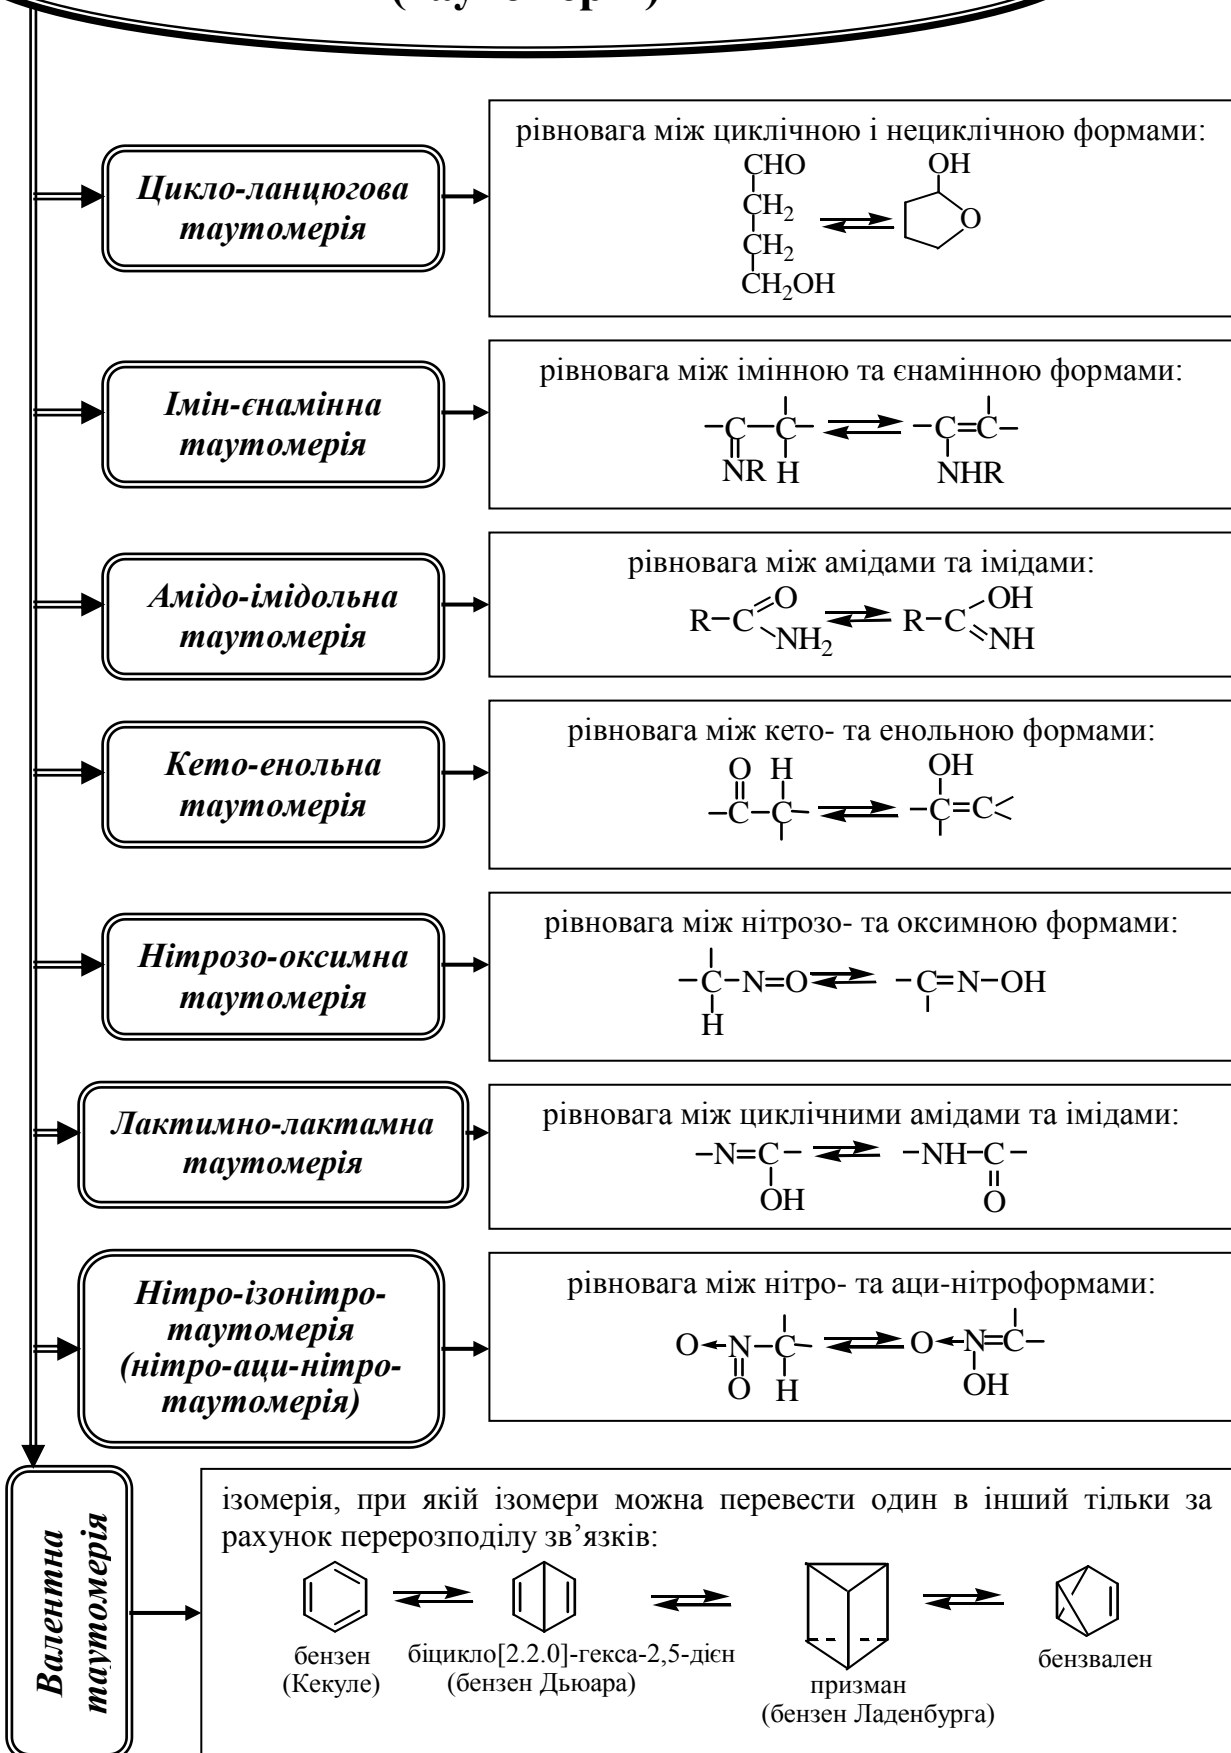 (таутомерія)
Цикло-ланцюгова
таутомерія
рівновага між циклічною і нециклічною формами:
CHO
CH2
CH2
CH2OH
OH
O
Імін-єнамінна
таутомерія
рівновага між імінною та єнамінною формами:
–C–C– –C=C–
NR H NHR
Амідо-імідольна
таутомерія
рівновага між амідами та імідами:
O OH
R–C R–C
NH2 NH
Кето-енольна
таутомерія
рівновага між кето- та енольною формами:
O H OH
–C–C– –C=C
Нітрозо-оксимна
таутомерія
рівновага між нітрозо- та оксимною формами:
–C–N=O –C=N–OH
H
Лактимно-лактамна
таутомерія
рівновага між циклічними амідами та імідами:
–N=C– –NH–C–
OH O
Нітро-ізонітро-
таутомерія
(нітро-аци-нітро-
таутомерія)
рівновага між нітро- та аци-нітроформами:
O←N–C– O←N=C–
O H OH
Валентна
таутомерія
ізомерія, при якій ізомери можна перевести один в інший тільки за
рахунок перерозподілу зв’язків:
бензен
(Кекуле)
біцикло[2.2.0]-гекса-2,5-дієн
(бензен Дьюара)
призман
(бензен Ладенбурга)
бензвален